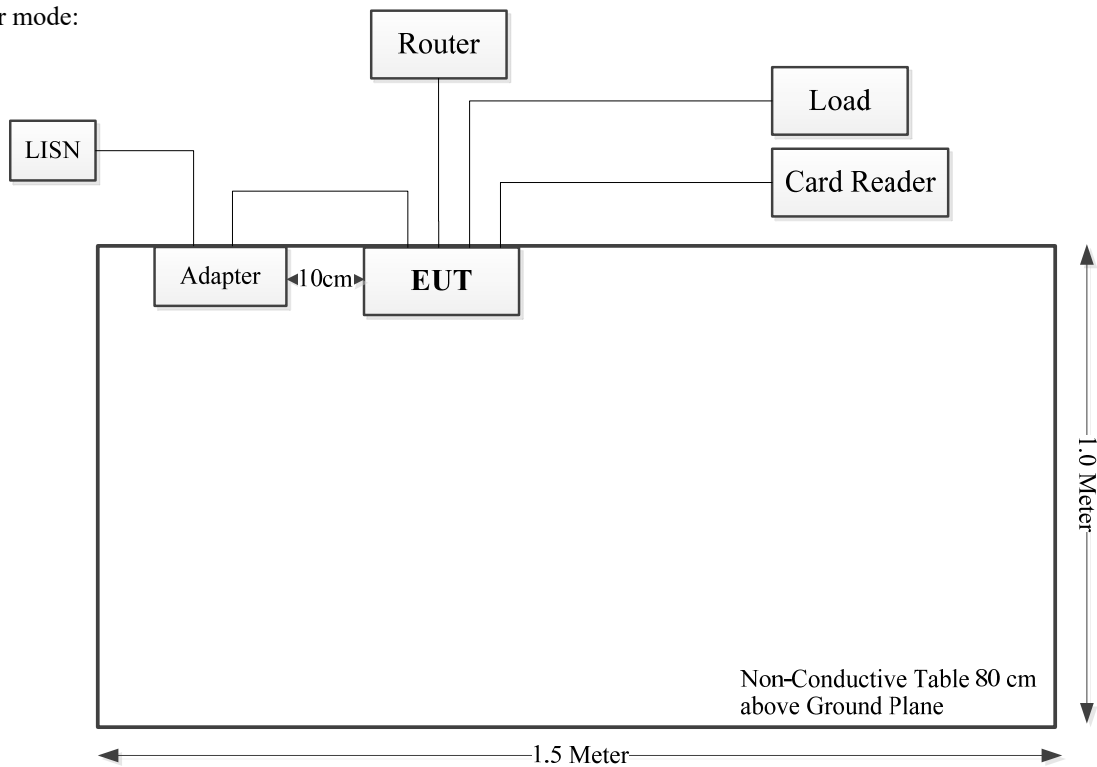 r mode:
Router
Load
LISN
Card Reader
Adapter
10cm
EUT
1.0 Meter
Non-Conductive Table 80 cm
above Ground Plane
1.5 Meter